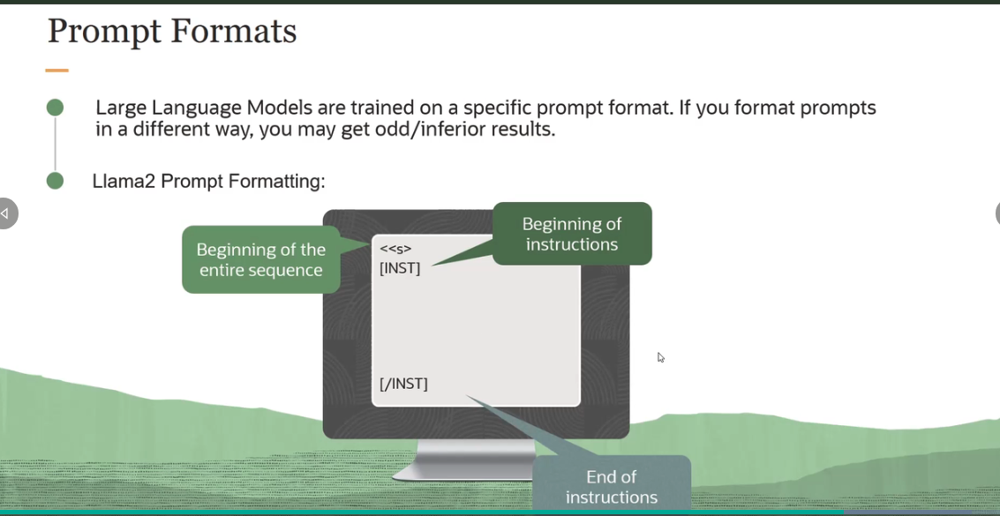 Prompt Formats
Large Language Models are trained on a specific prompt format. If you format prompts
in a different way, you may get odd/inferior results.
Llama2 Prompt Formatting:
Beginning of the
entire sequence
Beginning of
instructions
<<s>
[INST]
[/INST]
End of
instructions